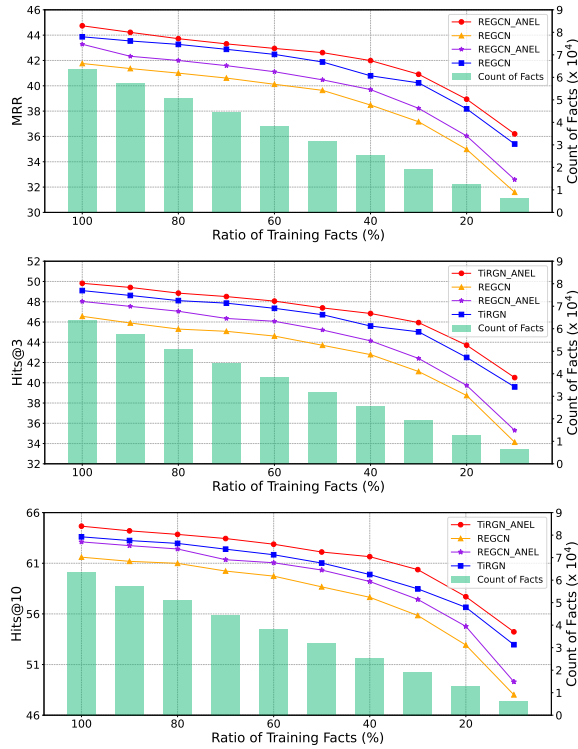 46
44
42
40
38
36
34
32
30
MRR
100
80
60
40
20
Ratio of Training Facts (%)
9
8
7
6
5
4
3
2
1
0
Count of Facts (x 10⁴)
REGCN_ANEL
REGCN
REGCN_ANEL
REGCN
Count of Facts
52
50
48
46
44
42
40
38
36
34
32
Hits@3
100
80
60
40
20
Ratio of Training Facts (%)
9
8
7
6
5
4
3
2
1
0
Count of Facts (x 10⁴)
TiRGN_ANEL
REGCN
REGCN_ANEL
TiRGN
Count of Facts
66
61
56
51
46
Hits@10
100
80
60
40
20
Ratio of Training Facts (%)
9
8
7
6
5
4
3
2
1
0
Count of Facts (x 10⁴)
TiRGN_ANEL
REGCN
REGCN_ANEL
TiRGN
Count of Facts